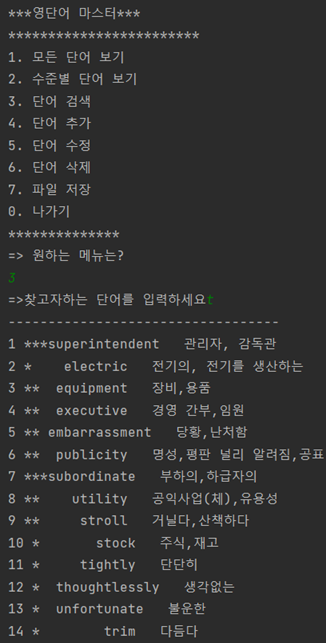 ***영단어 마스터***
************************
1. 모든 단어 보기
2. 수준별 단어 보기
3. 단어 검색
4. 단어 추가
5. 단어 수정
6. 단어 삭제
7. 파일 저장
0. 나가기
**************
=> 원하는 메뉴는?
3
=>찾고자하는 단어를 입력하세요t
----------------------------------
1 ***superintendent 관리자, 감독관
2 * electric 전기의, 전기를 생산하는
3 ** equipment 장비,용품
4 ** executive 경영 간부,임원
5 ** embarrassment 당황,난처함
6 ** publicity 명성,평판 널리 알려짐,공표
7 ***subordinate 부하의,하급자의
8 ** utility 공익사업(체),유용성
9 ** stroll 거닐다,산책하다
10 * stock 주식,재고
11 * tightly 단단히
12 * thoughtlessly 생각없는
13 * unfortunate 불운한
14 * trim 다듬다